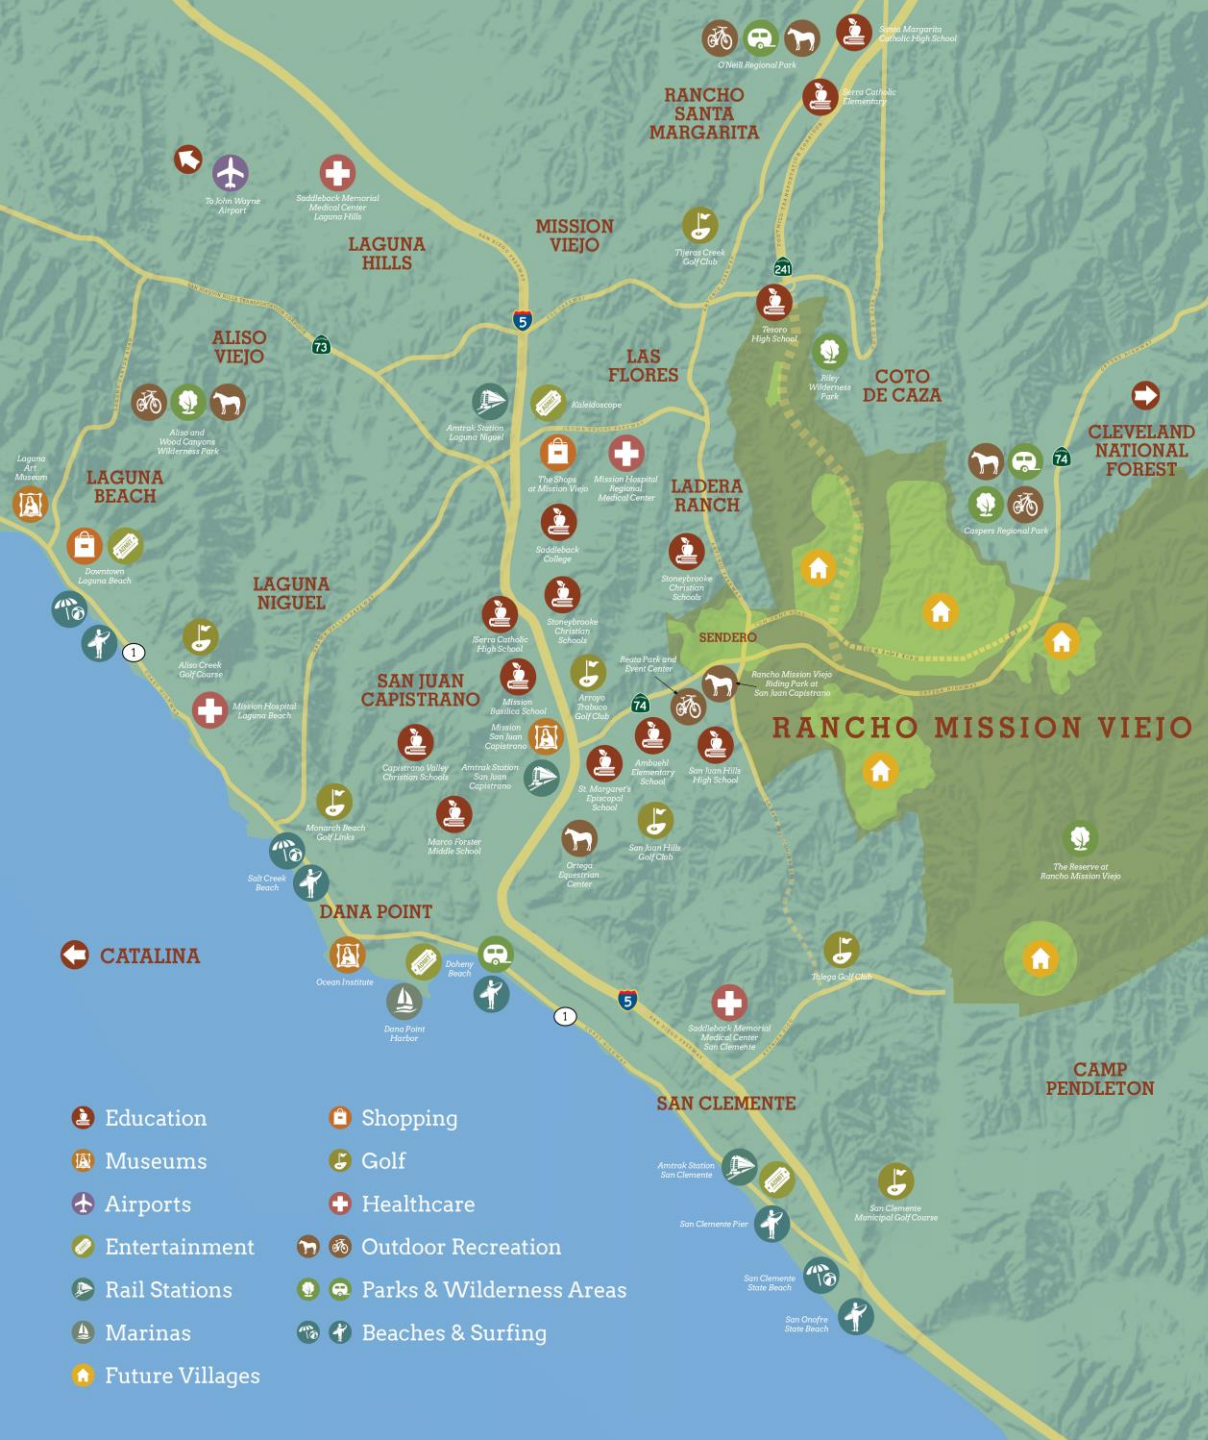 Santa Margarita
Catholic High School
O'Neill Regional Park
RANCHO
SANTA
MARGARITA
Serra Catholic
Elementary
To John Wayne
Airport
Saddleback Memorial
Medical Center
Laguna Hills
LAGUNA
HILLS
MISSION
VIEJO
Tijeras Creek
Golf Club
241
5
73
ALISO
VIEJO
Tesoro
High School
LAS
FLORES
Riley
Wilderness
Park
COTO
DE CAZA
Kaleidoscope
Amtrak Station
Laguna Niguel
Aliso and
Wood Canyons
Wilderness Park
CLEVELAND
NATIONAL
FOREST
74
Laguna
Art
Museum
LAGUNA
BEACH
The Shops
at Mission Viejo
Mission Hospital
Regional
Medical Center
LADERA
RANCH
Caspers Regional Park
Saddleback
College
Downtown
Laguna Beach
Stoneybrooke
Christian
Schools
LAGUNA
NIGUEL
Stoneybrooke
Christian
Schools
JSerra Catholic
High School
SENDERO
1
Aliso Creek
Golf Course
Reata Park and
Event Center
Rancho Mission Viejo
Riding Park at
San Juan Capistrano
SAN JUAN
CAPISTRANO
Mission
Basilica School
Arroyo
Trabuco
Golf Club
74
Mission Hospital
Laguna Beach
Mission
San Juan
Capistrano
RANCHO MISSION VIEJO
Capistrano Valley
Christian Schools
Amtrak Station
San Juan
Capistrano
Ambuehl
Elementary
School
San Juan Hills
High School
St. Margaret's
Episcopal
School
Monarch Beach
Golf Links
Marco Forster
Middle School
San Juan Hills
Golf Club
Ortega
Equestrian
Center
The Reserve at
Rancho Mission Viejo
Salt Creek
Beach
DANA POINT
CATALINA
Ocean Institute
Doheny
Beach
Talega Golf Club
Dana Point
Harbor
5
1
Saddleback Memorial
Medical Center
San Clemente
CAMP
PENDLETON
SAN CLEMENTE
Amtrak Station
San Clemente
San Clemente Pier
San Clemente
Municipal Golf Course
San Clemente
State Beach
San Onofre
State Beach
Education
Museums
Airports
Entertainment
Rail Stations
Marinas
Future Villages
Shopping
Golf
Healthcare
Outdoor Recreation
Parks & Wilderness Areas
Beaches & Surfing